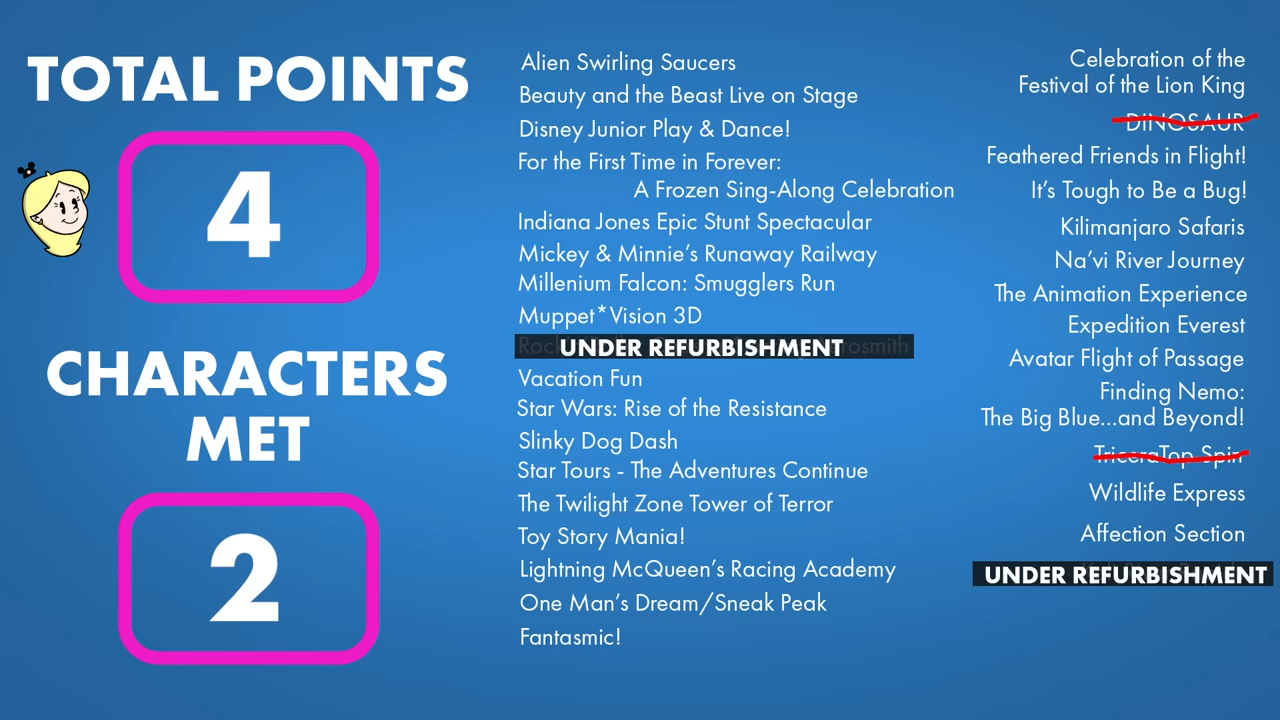 TOTAL POINTS
4
CHARACTERS
MET
2
Alien Swirling Saucers
Beauty and the Beast Live on Stage
Disney Junior Play & Dance!
For the First Time in Forever:
A Frozen Sing-Along Celebration
Indiana Jones Epic Stunt Spectacular
Mickey & Minnie's Runaway Railway
Millenium Falcon: Smugglers Run
Muppet*Vision 3D
UNDER REFURBISHMENT
Vacation Fun
Star Wars: Rise of the Resistance
Slinky Dog Dash
Star Tours - The Adventures Continue
The Twilight Zone Tower of Terror
Toy Story Mania!
Lightning McQueen's Racing Academy
One Man's Dream/Sneak Peak
Fantasmic!
Celebration of the
Festival of the Lion King
DINOSAUR
Feathered Friends in Flight!
It's Tough to Be a Bug!
Kilimanjaro Safaris
Na'vi River Journey
The Animation Experience
Expedition Everest
Avatar Flight of Passage
Finding Nemo:
The Big Blue...and Beyond!
TriceraTop Spin
Wildlife Express
Affection Section
UNDER REFURBISHMENT